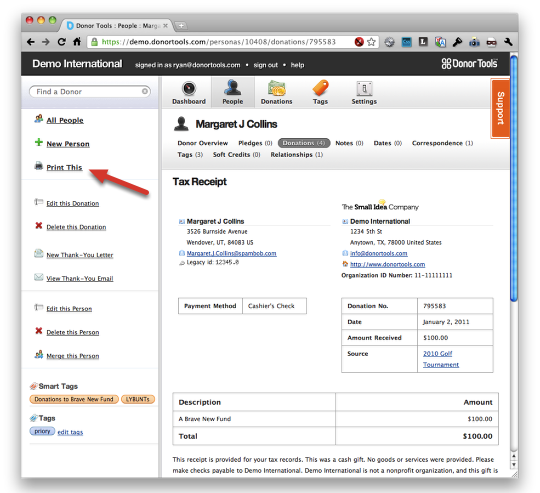 Donor Tools : People : Marga
https://demo.donortools.com/personas/10408/donations/795583
Demo International
signed in as ryan@donortools.com • sign out • help
Donor Tools
Find a Donor
Dashboard People Donations Tags Settings
Support
All People
New Person
Print This
Edit this Donation
Delete this Donation
New Thank-You Letter
View Thank-You Email
Edit this Person
Delete this Person
Merge this Person
Smart Tags
Donations to Brave New Fund LYBUNTs
Tags
priory edit tags
Margaret J Collins
Donor Overview Pledges (0) Donations (4) Notes (0) Dates (0) Correspondence (1)
Tags (3) Soft Credits (0) Relationships (1)
Tax Receipt
The Small Idea Company
Margaret J Collins
3526 Burnside Avenue
Wendover, UT, 84083 US
Margaret.J.Collins@spambob.com
Legacy id: 12345.0
Demo International
1234 5th St
Anytown, TX, 78000 United States
info@donortools.com
http://www.donortools.com
Organization ID Number: 11-11111111
Payment Method Cashier's Check
Donation No. 795583
Date January 2, 2011
Amount Received $100.00
Source 2010 Golf
Tournament
Description Amount
A Brave New Fund $100.00
Total $100.00
This receipt is provided for your tax records. This was a cash gift. No goods or services were provided. Please
make checks payable to Demo International. Demo International is not a nonprofit organization, and this gift is